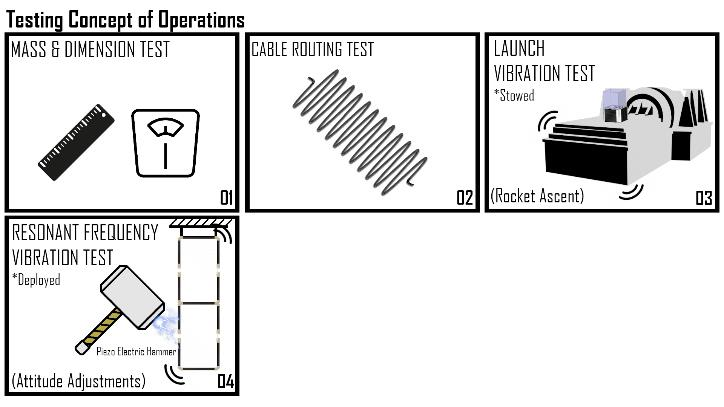 Testing Concept of Operations
MASS & DIMENSION TEST
01
CABLE ROUTING TEST
02
LAUNCH
VIBRATION TEST
*Stowed
(Rocket Ascent)
03
RESONANT FREQUENCY
VIBRATION TEST
*Deployed
Piezo Electric Hammer
(Attitude Adjustments)
04